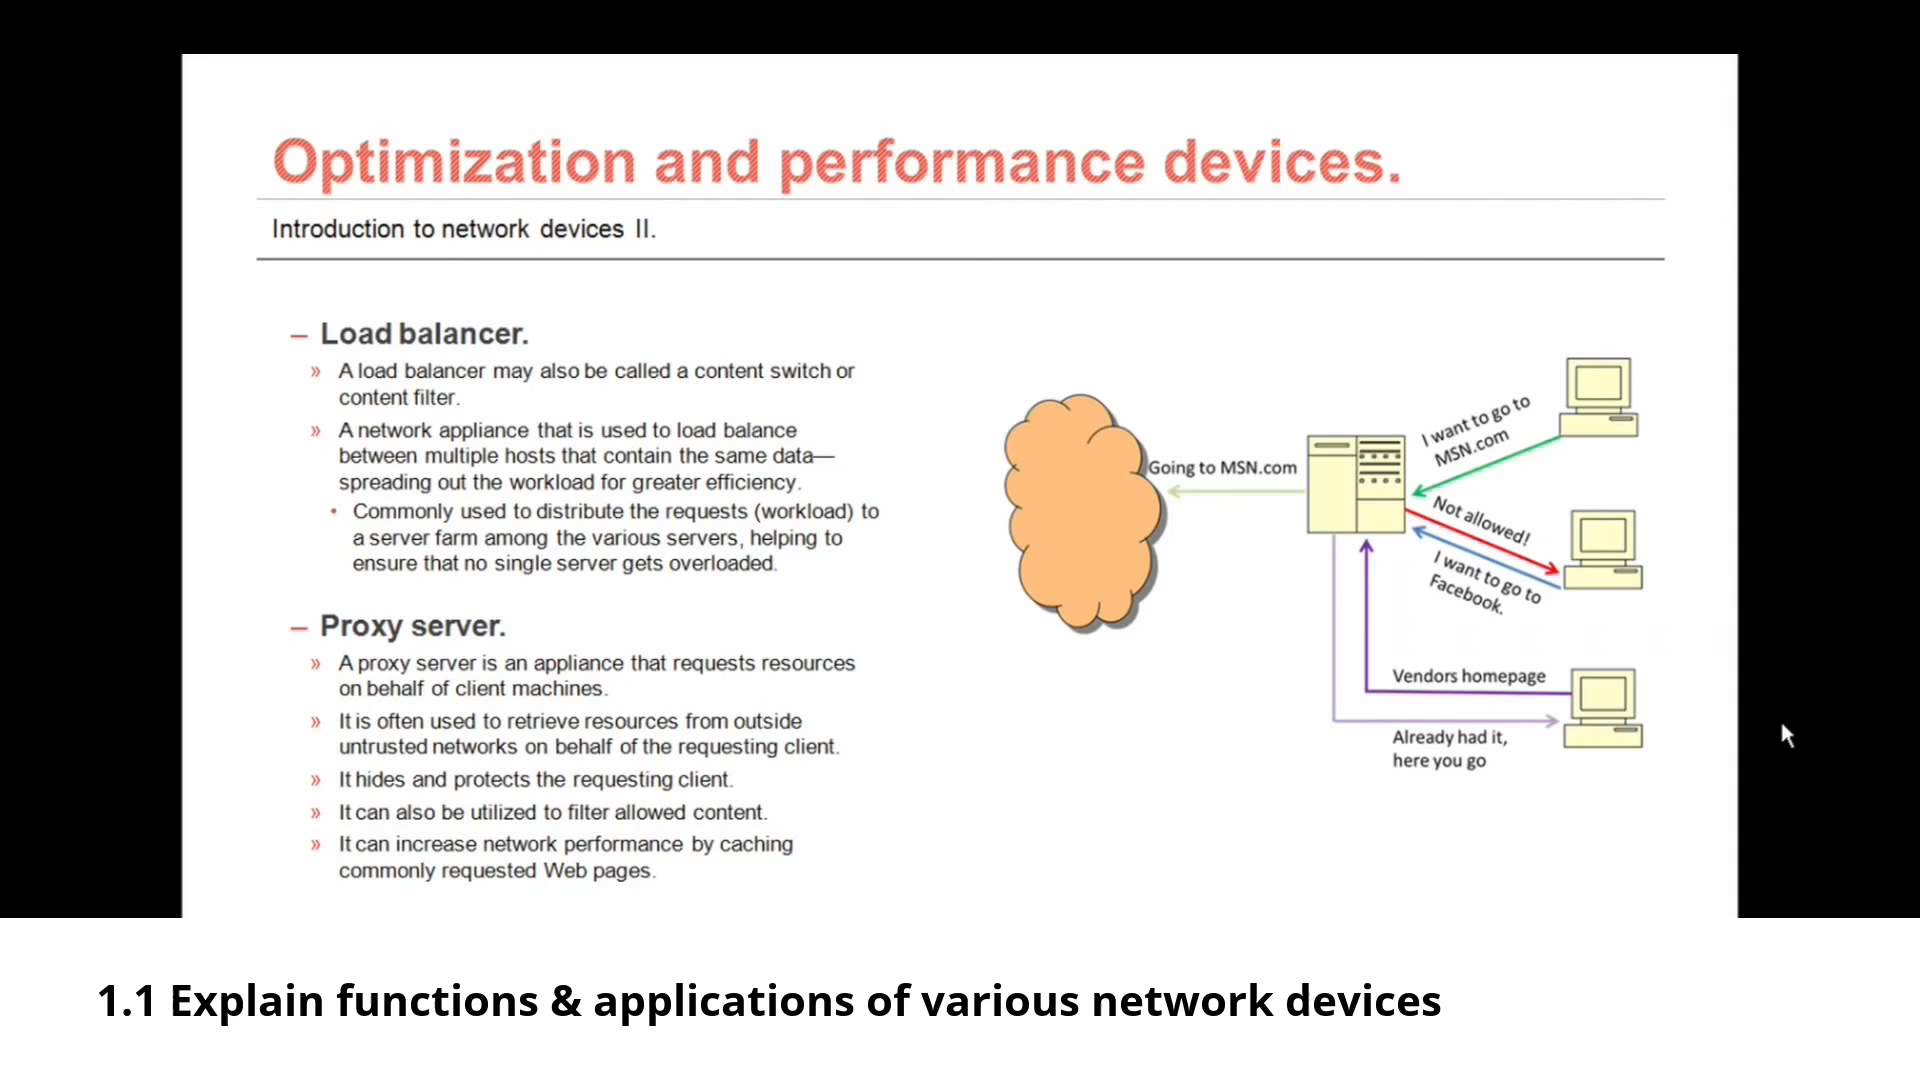 Optimization and performance devices.
Introduction to network devices II.
– Load balancer.
» A load balancer may also be called a content switch or
content filter.
» A network appliance that is used to load balance
between multiple hosts that contain the same data—
spreading out the workload for greater efficiency.
• Commonly used to distribute the requests (workload) to
a server farm among the various servers, helping to
ensure that no single server gets overloaded.
– Proxy server.
» A proxy server is an appliance that requests resources
on behalf of client machines.
» It is often used to retrieve resources from outside
untrusted networks on behalf of the requesting client.
» It hides and protects the requesting client.
» It can also be utilized to filter allowed content.
» It can increase network performance by caching
commonly requested Web pages.
Going to MSN.com
I want to go to
MSN.com
Not allowed!
I want to go to
Facebook.
Vendors homepage
Already had it,
here you go
1.1 Explain functions & applications of various network devices